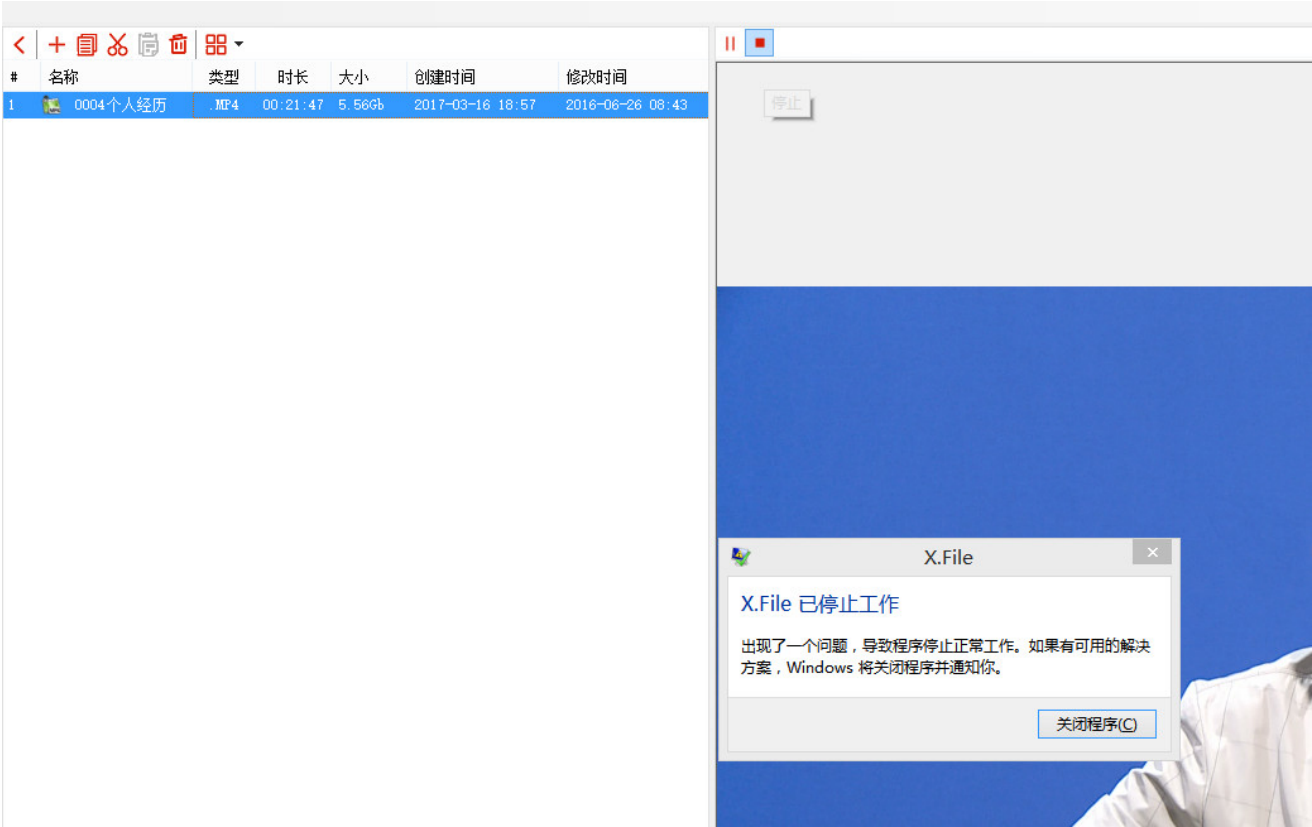 # 名称 类型 时长 大小 创建时间 修改时间
1 0004个人经历 .MP4 00:21:47 5.56Gb 2017-03-16 18:57 2016-06-26 08:43
停止
X.File
X.File 已停止工作
出现了一个问题，导致程序停止正常工作。如果有可用的解决
方案，Windows 将关闭程序并通知你。
关闭程序(C)